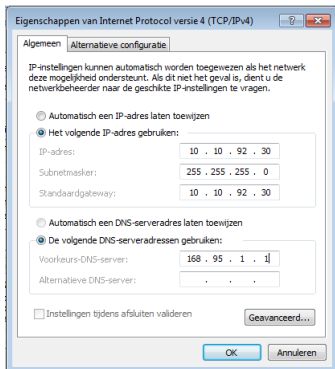 Eigenschappen van Internet Protocol versie 4 (TCP/IPv4)
Algemeen Alternatieve configuratie
IP-instellingen kunnen automatisch worden toegewezen als het netwerk
deze mogelijkheid ondersteunt. Als dit niet het geval is, dient u de
netwerkbeheerder naar de geschikte IP-instellingen te vragen.
Automatisch een IP-adres laten toewijzen
Het volgende IP-adres gebruiken:
IP-adres: 10 . 10 . 92 . 30
Subnetmasker: 255 . 255 . 255 . 0
Standaardgateway: 10 . 10 . 92 . 30
Automatisch een DNS-serveradres laten toewijzen
De volgende DNS-serveradressen gebruiken:
Voorkeurs-DNS-server: 168 . 95 . 1 . 1
Alternatieve DNS-server: . . .
Instellingen tijdens afsluiten valideren
Geavanceerd...
OK Annuleren